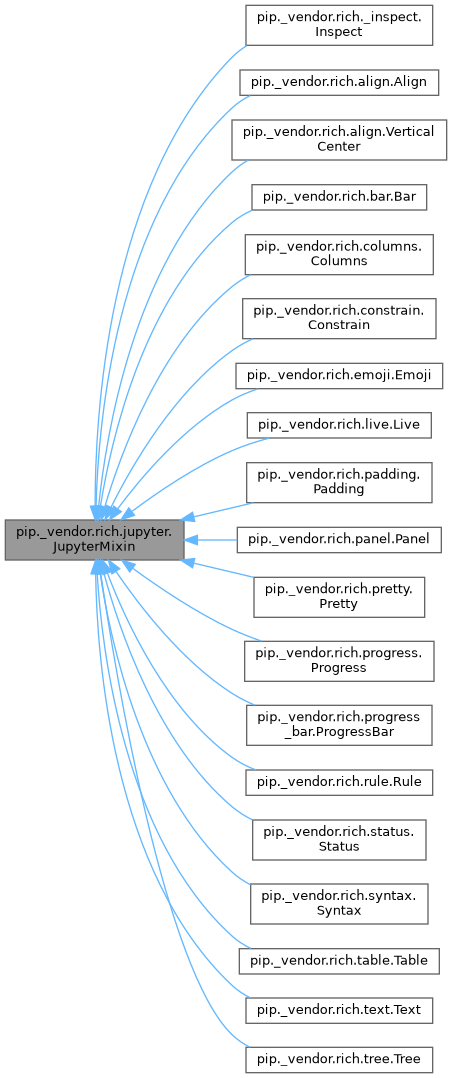 pip._vendor.rich._inspect.
Inspect
pip._vendor.rich.align.Align
pip._vendor.rich.align.Vertical
Center
pip._vendor.rich.bar.Bar
pip._vendor.rich.columns.
Columns
pip._vendor.rich.constrain.
Constrain
pip._vendor.rich.emoji.Emoji
pip._vendor.rich.live.Live
pip._vendor.rich.padding.
Padding
pip._vendor.rich.jupyter.
JupyterMixin
pip._vendor.rich.panel.Panel
pip._vendor.rich.pretty.
Pretty
pip._vendor.rich.progress.
Progress
pip._vendor.rich.progress
_bar.ProgressBar
pip._vendor.rich.rule.Rule
pip._vendor.rich.status.
Status
pip._vendor.rich.syntax.
Syntax
pip._vendor.rich.table.Table
pip._vendor.rich.text.Text
pip._vendor.rich.tree.Tree